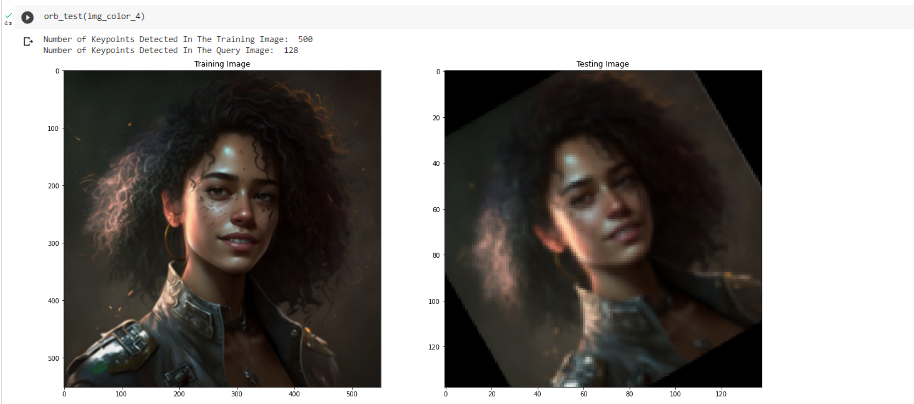 orb_test(img_color_4)
Number of Keypoints Detected In The Training Image:  500
Number of Keypoints Detected In The Query Image:  128
Training Image
Testing Image
0
100
200
300
400
500
0 100 200 300 400 500
0
20
40
60
80
100
120
0 20 40 60 80 100 120